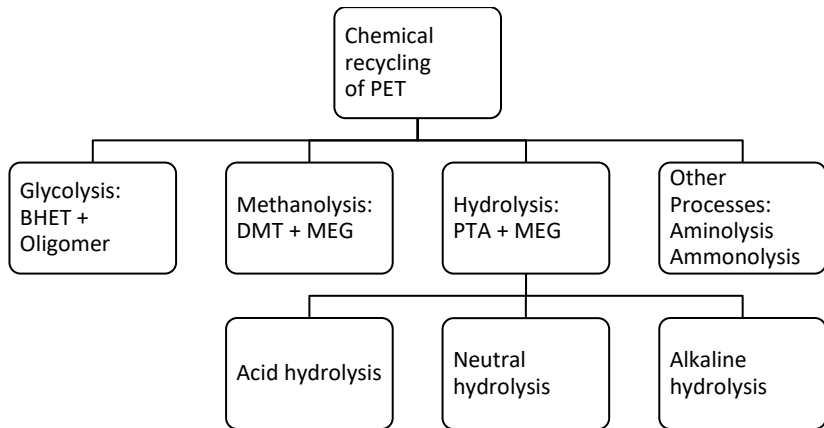 Chemical
recycling
of PET
Glycolysis:
BHET +
Oligomer
Methanolysis:
DMT + MEG
Hydrolysis:
PTA + MEG
Other
Processes:
Aminolysis
Ammonolysis
Acid hydrolysis
Neutral
hydrolysis
Alkaline
hydrolysis